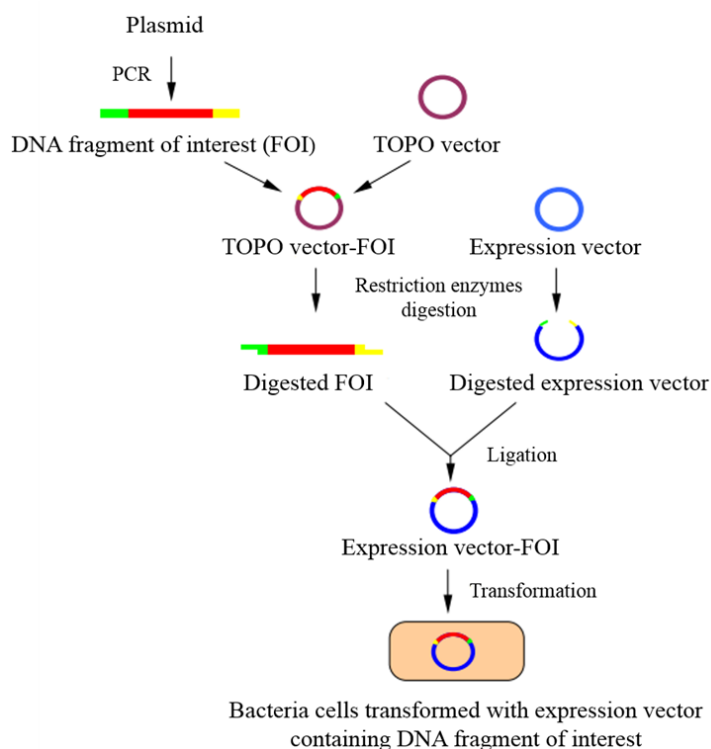 Plasmid
PCR
DNA fragment of interest (FOI)
TOPO vector
TOPO vector-FOI
Expression vector
Restriction enzymes
digestion
Digested FOI
Digested expression vector
Ligation
Expression vector-FOI
Transformation
Bacteria cells transformed with expression vector
containing DNA fragment of interest